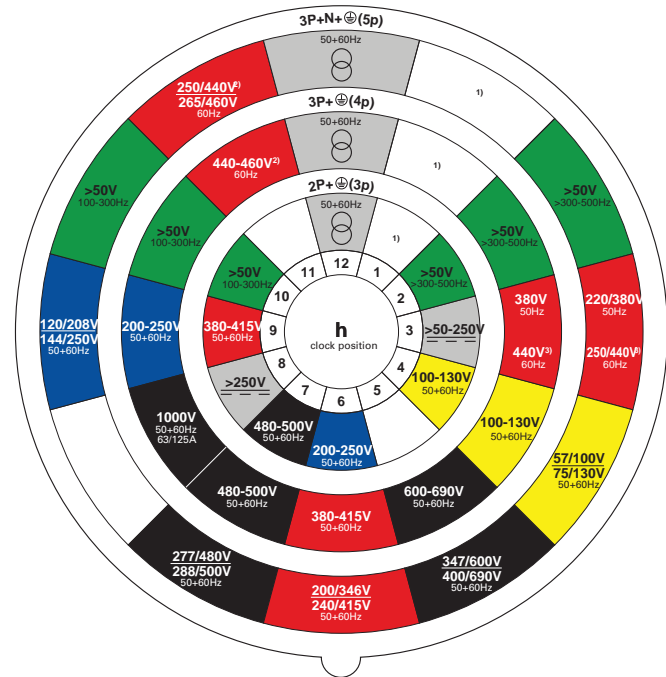 3P+N+⏚(5p)
50+60Hz
1)
>50V
>300-500Hz
220/380V
50Hz
250/440V3)
60Hz
57/100V
75/130V
50+60Hz
347/600V
400/690V
50+60Hz
200/346V
240/415V
50+60Hz
277/480V
288/500V
50+60Hz
120/208V
144/250V
50+60Hz
>50V
100-300Hz
250/440V2)
265/460V
60Hz
3P+⏚(4p)
50+60Hz
1)
>50V
>300-500Hz
380V
50Hz
440V3)
60Hz
100-130V
50+60Hz
600-690V
50+60Hz
380-415V
50+60Hz
480-500V
50+60Hz
1000V
50+60Hz
63/125A
200-250V
50+60Hz
>50V
100-300Hz
440-460V2)
60Hz
2P+⏚(3p)
50+60Hz
1)
>50V
>300-500Hz
>50-250V
100-130V
50+60Hz
200-250V
50+60Hz
480-500V
50+60Hz
>250V
380-415V
50+60Hz
>50V
100-300Hz
12
1
2
3
4
5
6
7
8
9
10
11
h
clock position